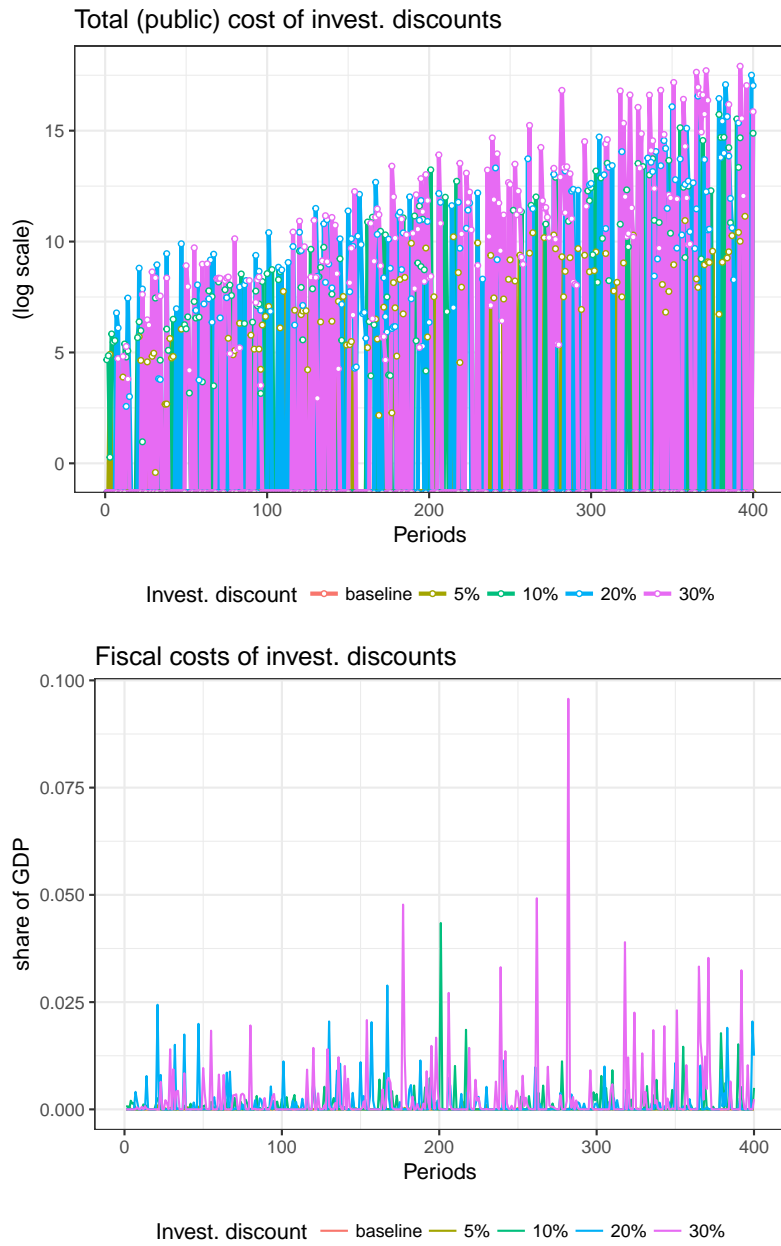 Total (public) cost of invest. discounts
(log scale)
15
10
5
0
0 100 200 300 400
Periods
Invest. discount baseline 5% 10% 20% 30%
Fiscal costs of invest. discounts
share of GDP
0.100
0.075
0.050
0.025
0.000
0 100 200 300 400
Periods
Invest. discount baseline 5% 10% 20% 30%